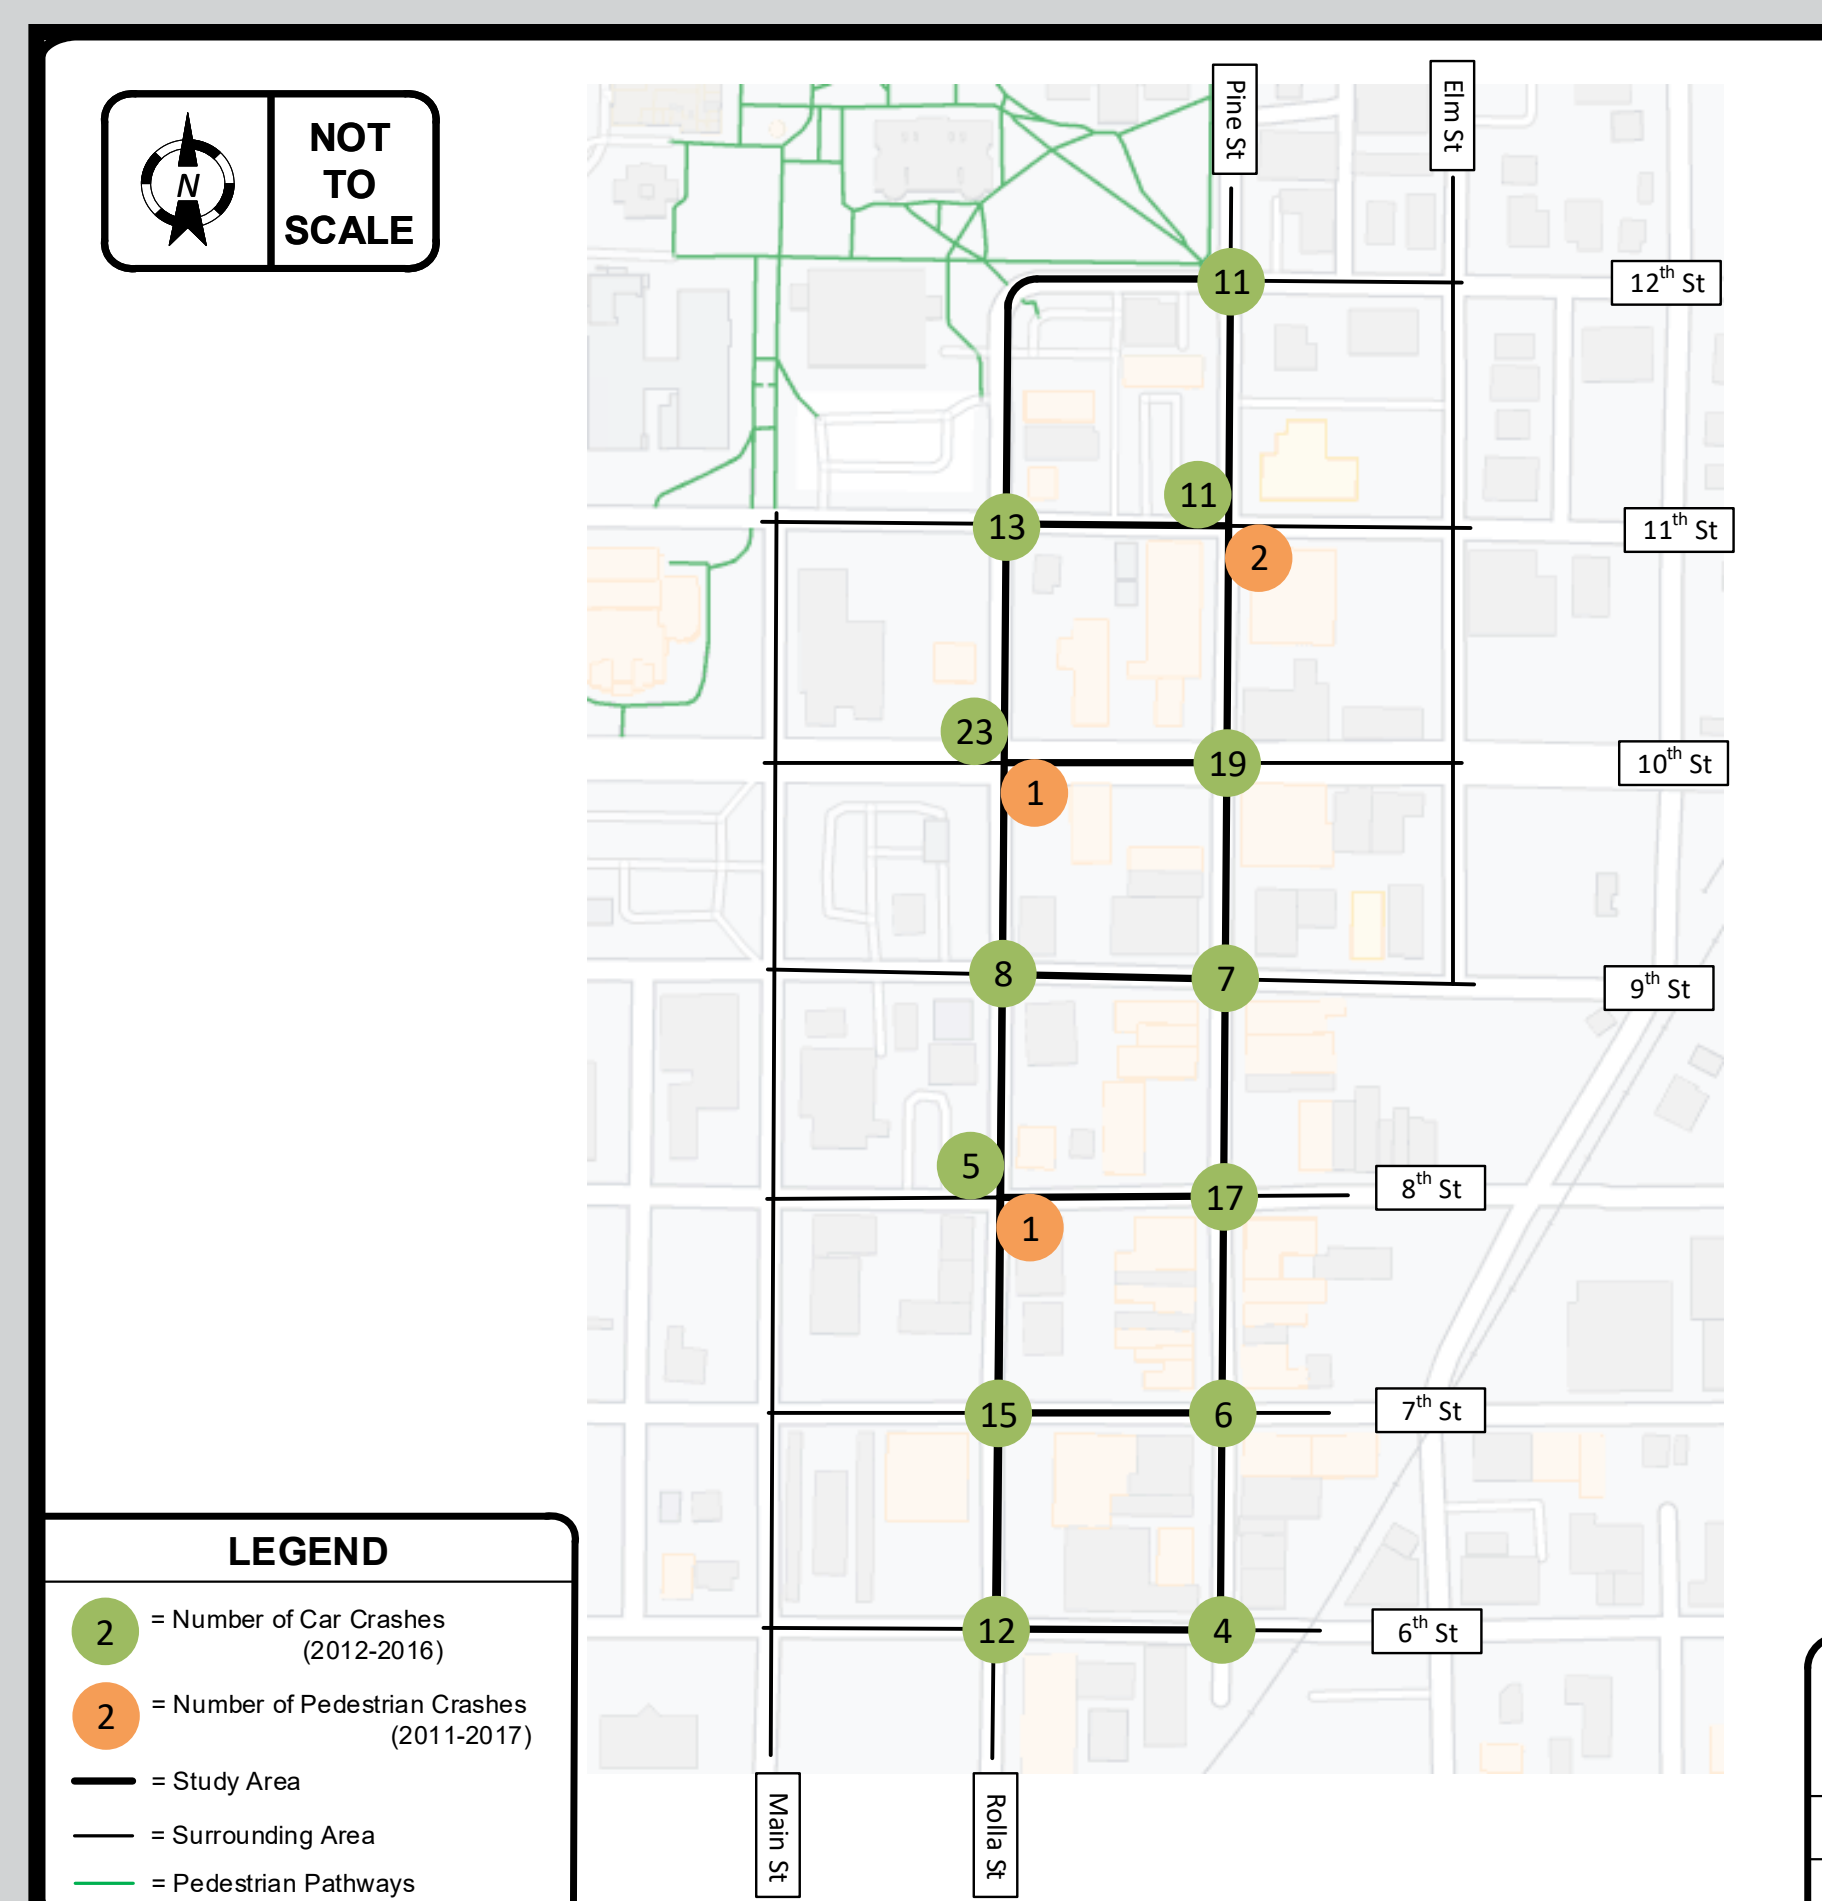 NOT
TO
SCALE
N
Pine St
Elm St
11
12th St
11
13
11th St
2
23
19
10th St
1
8
7
9th St
5
17
8th St
1
15
6
7th St
12
4
6th St
Main St
Rolla St
LEGEND
2 = Number of Car Crashes
(2012-2016)
2 = Number of Pedestrian Crashes
(2011-2017)
= Study Area
= Surrounding Area
= Pedestrian Pathways